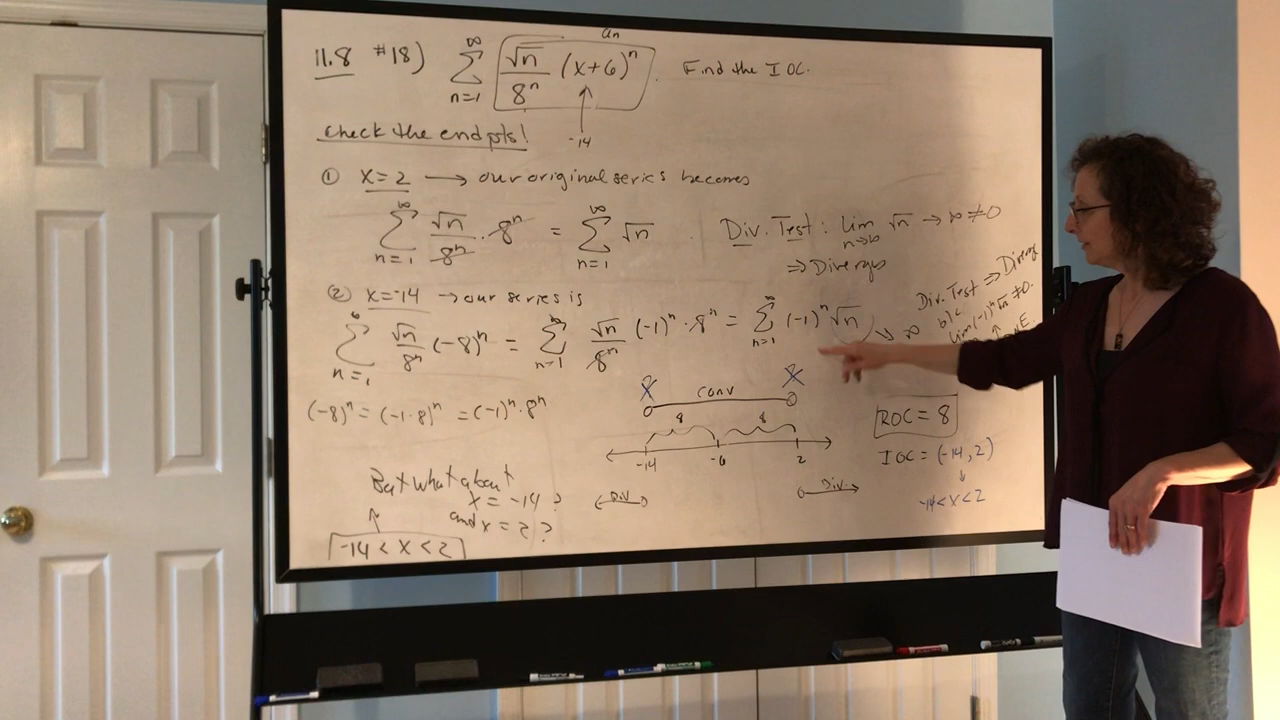 11.8 #18) ∞ Σ n=1 √n/8^n (x+6)^n . Find the IOC.
an
-14
Check the endpts!
① x=2 → our original series becomes
∞ Σ n=1 √n/8^n · 8^n = ∞ Σ n=1 √n . Div. Test: lim n→∞ √n → ∞ ≠ 0
⇒ Diverges
② x=-14 → our series is
∞ Σ n=1 √n/8^n (-8)^n = ∞ Σ n=1 √n/8^n (-1)^n · 8^n = ∞ Σ n=1 (-1)^n √n → ∞
Div. Test ⇒ Diverg
b/c
lim (-1)^n √n ≠ 0.
(-8)^n = (-1·8)^n = (-1)^n · 8^n
X X
conv
8 8
-14 -6 2
Div Div.
ROC = 8
IOC = (-14, 2)
↓
-14 < x < 2
But what about
x = -14 ?
and x = 2 ?
-14 < x < 2